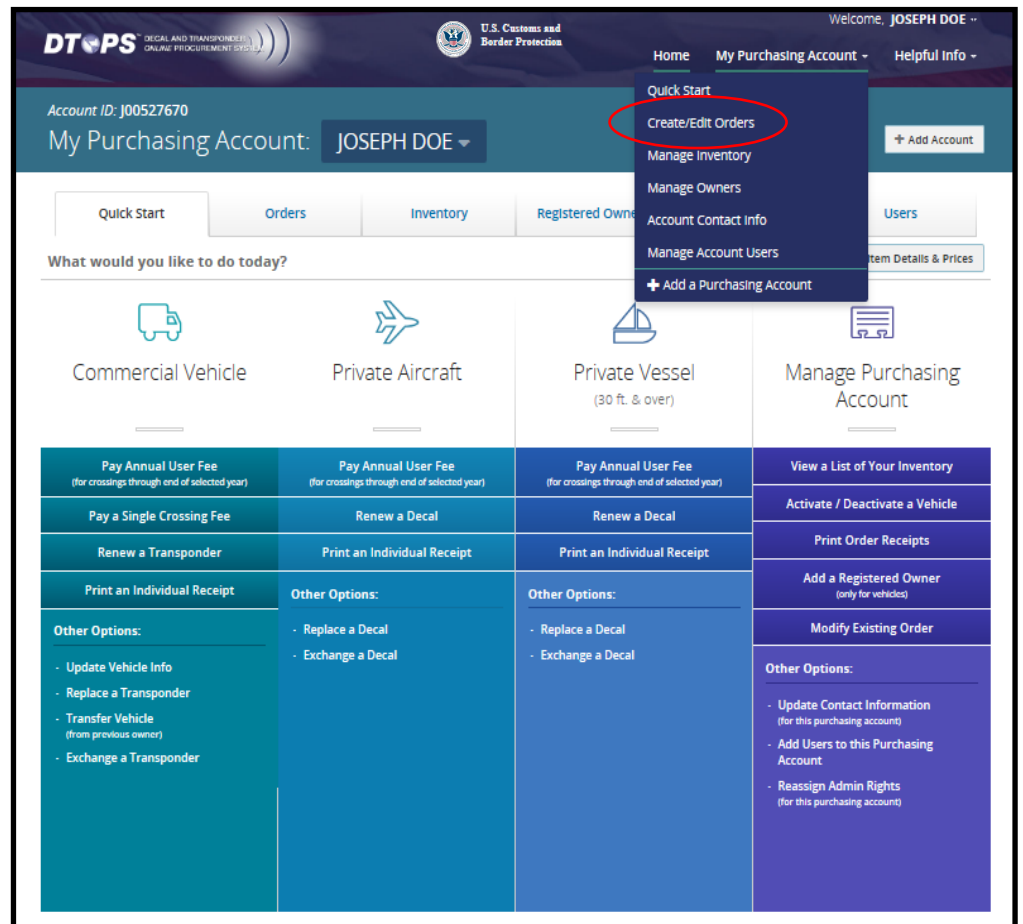 Welcome, JOSEPH DOE
DTOPS DECAL AND TRANSPONDER
ONLINE PROCUREMENT SYSTEM
U.S. Customs and
Border Protection
Home My Purchasing Account Helpful Info
Account ID: J00527670
My Purchasing Account: JOSEPH DOE
+ Add Account
Quick Start
Create/Edit Orders
Manage Inventory
Manage Owners
Account Contact Info
Manage Account Users
+ Add a Purchasing Account
Quick Start Orders Inventory Registered Owne Users
What would you like to do today?
Item Details & Prices
Commercial Vehicle
Pay Annual User Fee
(for crossings through end of selected year)
Pay a Single Crossing Fee
Renew a Transponder
Print an Individual Receipt
Other Options:
- Update Vehicle Info
- Replace a Transponder
- Transfer Vehicle
(from previous owner)
- Exchange a Transponder
Private Aircraft
Pay Annual User Fee
(for crossings through end of selected year)
Renew a Decal
Print an Individual Receipt
Other Options:
- Replace a Decal
- Exchange a Decal
Private Vessel
(30 ft. & over)
Pay Annual User Fee
(for crossings through end of selected year)
Renew a Decal
Print an Individual Receipt
Other Options:
- Replace a Decal
- Exchange a Decal
Manage Purchasing
Account
View a List of Your Inventory
Activate / Deactivate a Vehicle
Print Order Receipts
Add a Registered Owner
(only for vehicles)
Modify Existing Order
Other Options:
- Update Contact Information
(for this purchasing account)
- Add Users to this Purchasing
Account
- Reassign Admin Rights
(for this purchasing account)